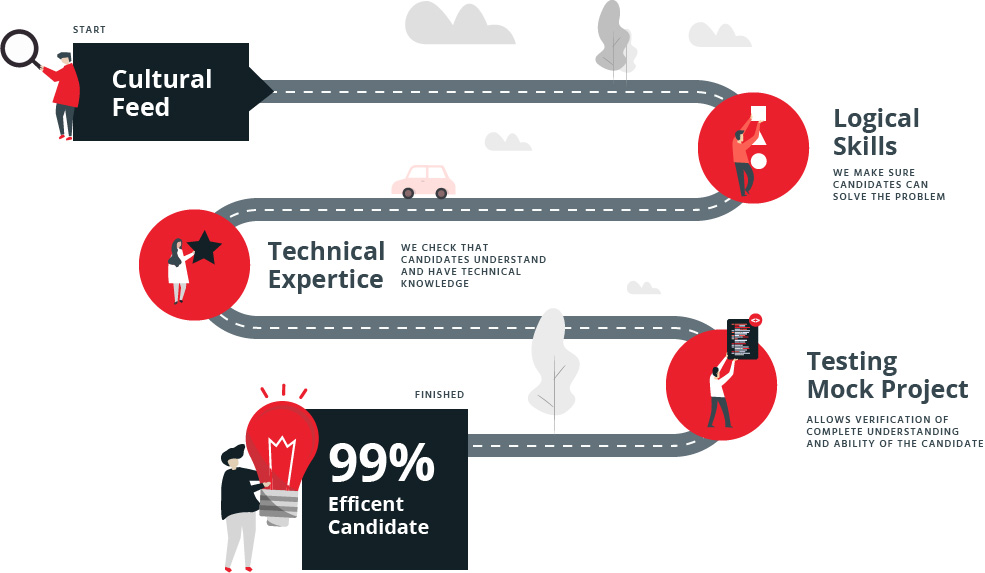 START
Cultural
Feed
Logical
Skills
WE MAKE SURE
CANDIDATES CAN
SOLVE THE PROBLEM
Technical
Expertice
WE CHECK THAT
CANDIDATES UNDERSTAND
AND HAVE TECHNICAL
KNOWLEDGE
<>
Testing
Mock Project
ALLOWS VERIFICATION OF
COMPLETE UNDERSTANDING
AND ABILITY OF THE CANDIDATE
FINISHED
99%
Efficent
Candidate